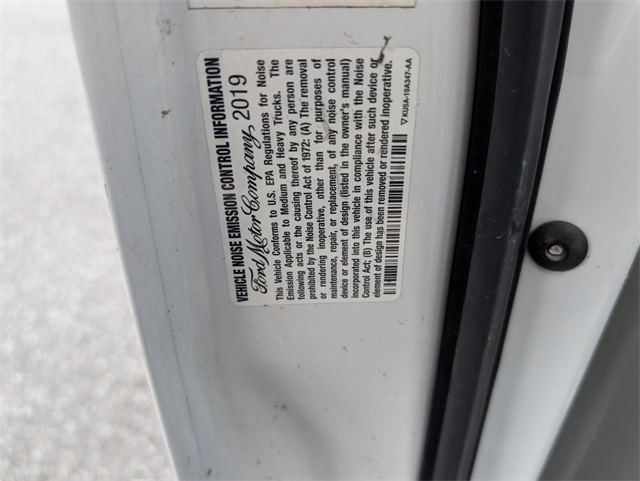 VEHICLE NOISE EMISSION CONTROL INFORMATION
Ford Motor Company 2019
This Vehicle Conforms to U.S. EPA Regulations for Noise
Emission Applicable to Medium and Heavy Trucks. The
following acts or the causing thereof by any person are
prohibited by the Noise Control Act of 1972: (A) The removal
or rendering inoperative, other than for purposes of
maintenance, repair, or replacement, of any noise control
device or element of design (listed in the owner's manual)
incorporated into this vehicle in compliance with the Noise
Control Act; (B) The use of this vehicle after such device or
element of design has been removed or rendered inoperative.
KU5A-19A347-AA